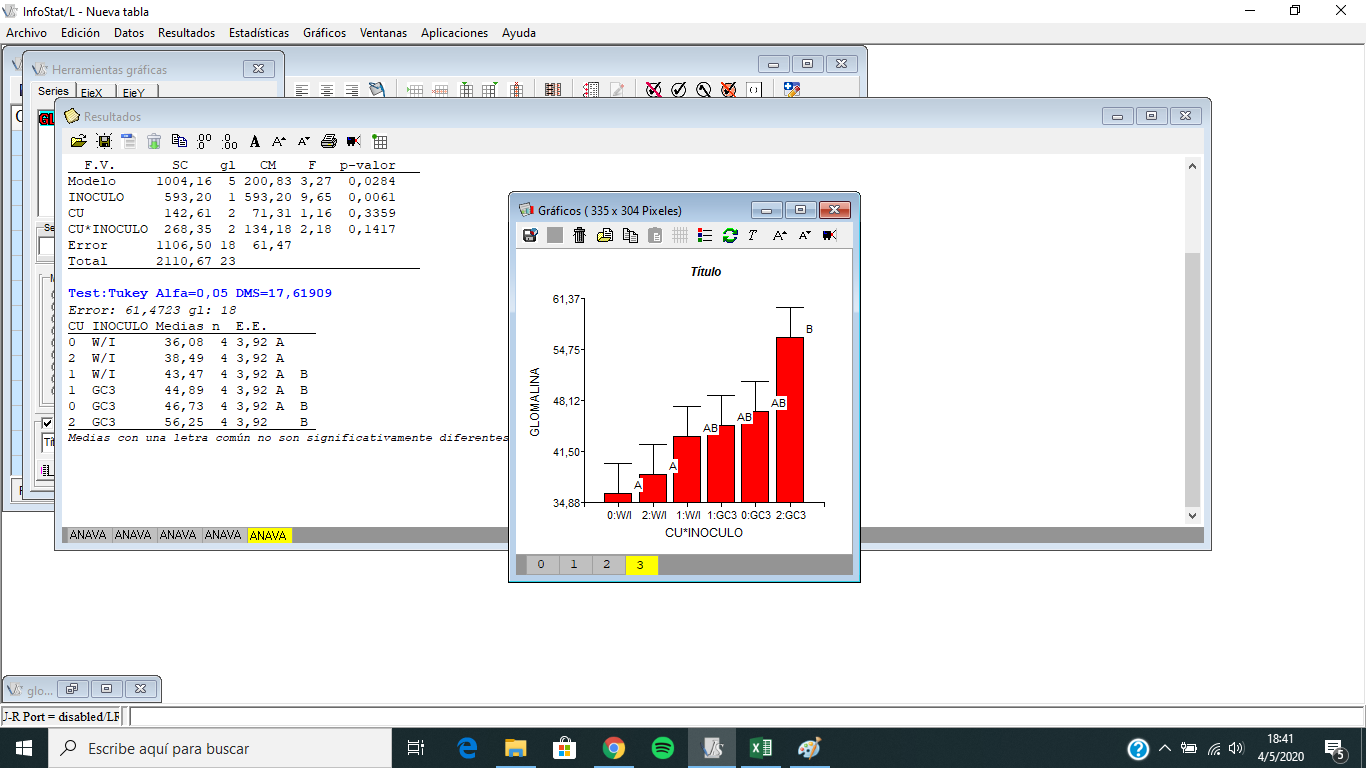 InfoStat/L - Nueva tabla
Archivo Edición Datos Resultados Estadísticas Gráficos Ventanas Aplicaciones Ayuda
Herramientas gráficas
Series EjeX EjeY
Resultados
F.V. SC gl CM F p-valor
Modelo 1004,16 5 200,83 3,27 0,0284
INOCULO 593,20 1 593,20 9,65 0,0061
CU 142,61 2 71,31 1,16 0,3359
CU*INOCULO 268,35 2 134,18 2,18 0,1417
Error 1106,50 18 61,47
Total 2110,67 23
Test:Tukey Alfa=0,05 DMS=17,61909
Error: 61,4723 gl: 18
CU INOCULO Medias n E.E.
0 W/I 36,08 4 3,92 A
2 W/I 38,49 4 3,92 A
1 W/I 43,47 4 3,92 A B
1 GC3 44,89 4 3,92 A B
0 GC3 46,73 4 3,92 A B
2 GC3 56,25 4 3,92 B
Medias con una letra común no son significativamente diferentes
ANAVA ANAVA ANAVA ANAVA ANAVA
Gráficos ( 335 x 304 Pixeles)
Título
61,37
54,75
48,12
41,50
34,88
GLOMALINA
A
A
AB
AB
AB
B
0:W/I 2:W/I 1:W/I 1:GC3 0:GC3 2:GC3
CU*INOCULO
0 1 2 3
glo...
J-R Port = disabled/LF
Escribe aquí para buscar
18:41
4/5/2020
5